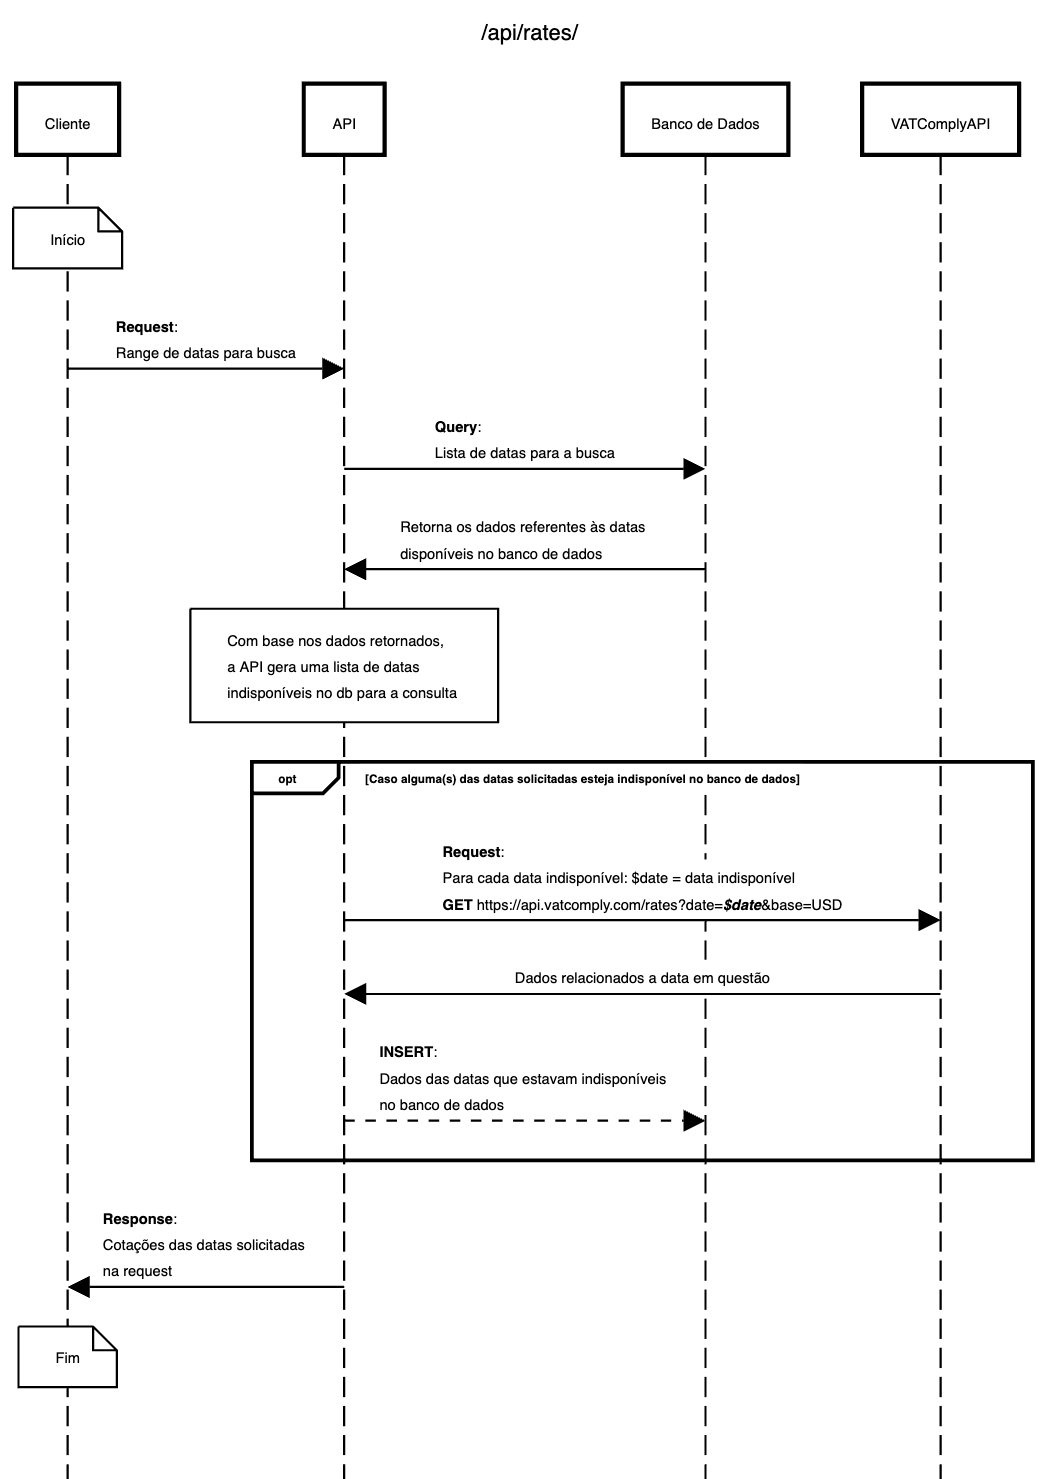 /api/rates/
Cliente
API
Banco de Dados
VATComplyAPI
Início
Request:
Range de datas para busca
Query:
Lista de datas para a busca
Retorna os dados referentes às datas
disponíveis no banco de dados
Com base nos dados retornados,
a API gera uma lista de datas
indisponíveis no db para a consulta
opt
[Caso alguma(s) das datas solicitadas esteja indisponível no banco de dados]
Request:
Para cada data indisponível: $date = data indisponível
GET https://api.vatcomply.com/rates?date=$date&base=USD
Dados relacionados a data em questão
INSERT:
Dados das datas que estavam indisponíveis
no banco de dados
Response:
Cotações das datas solicitadas
na request
Fim